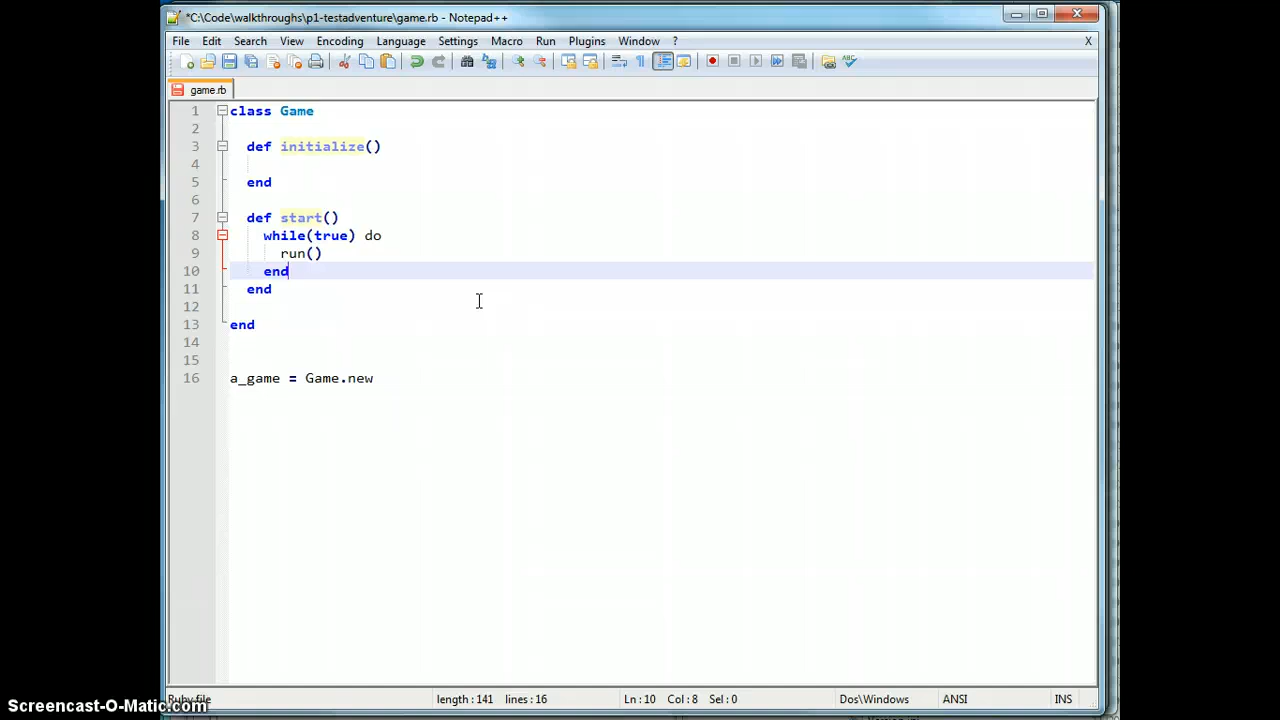 *C:\Code\walkthroughs\p1-testadventure\game.rb - Notepad++
File Edit Search View Encoding Language Settings Macro Run Plugins Window ? X
game.rb
1 class Game
2
3 def initialize()
4
5 end
6
7 def start()
8 while(true) do
9 run()
10 end
11 end
12
13 end
14
15
16 a_game = Game.new
Ruby file length : 141 lines : 16 Ln : 10 Col : 8 Sel : 0 Dos\Windows ANSI INS
Screencast-O-Matic.com